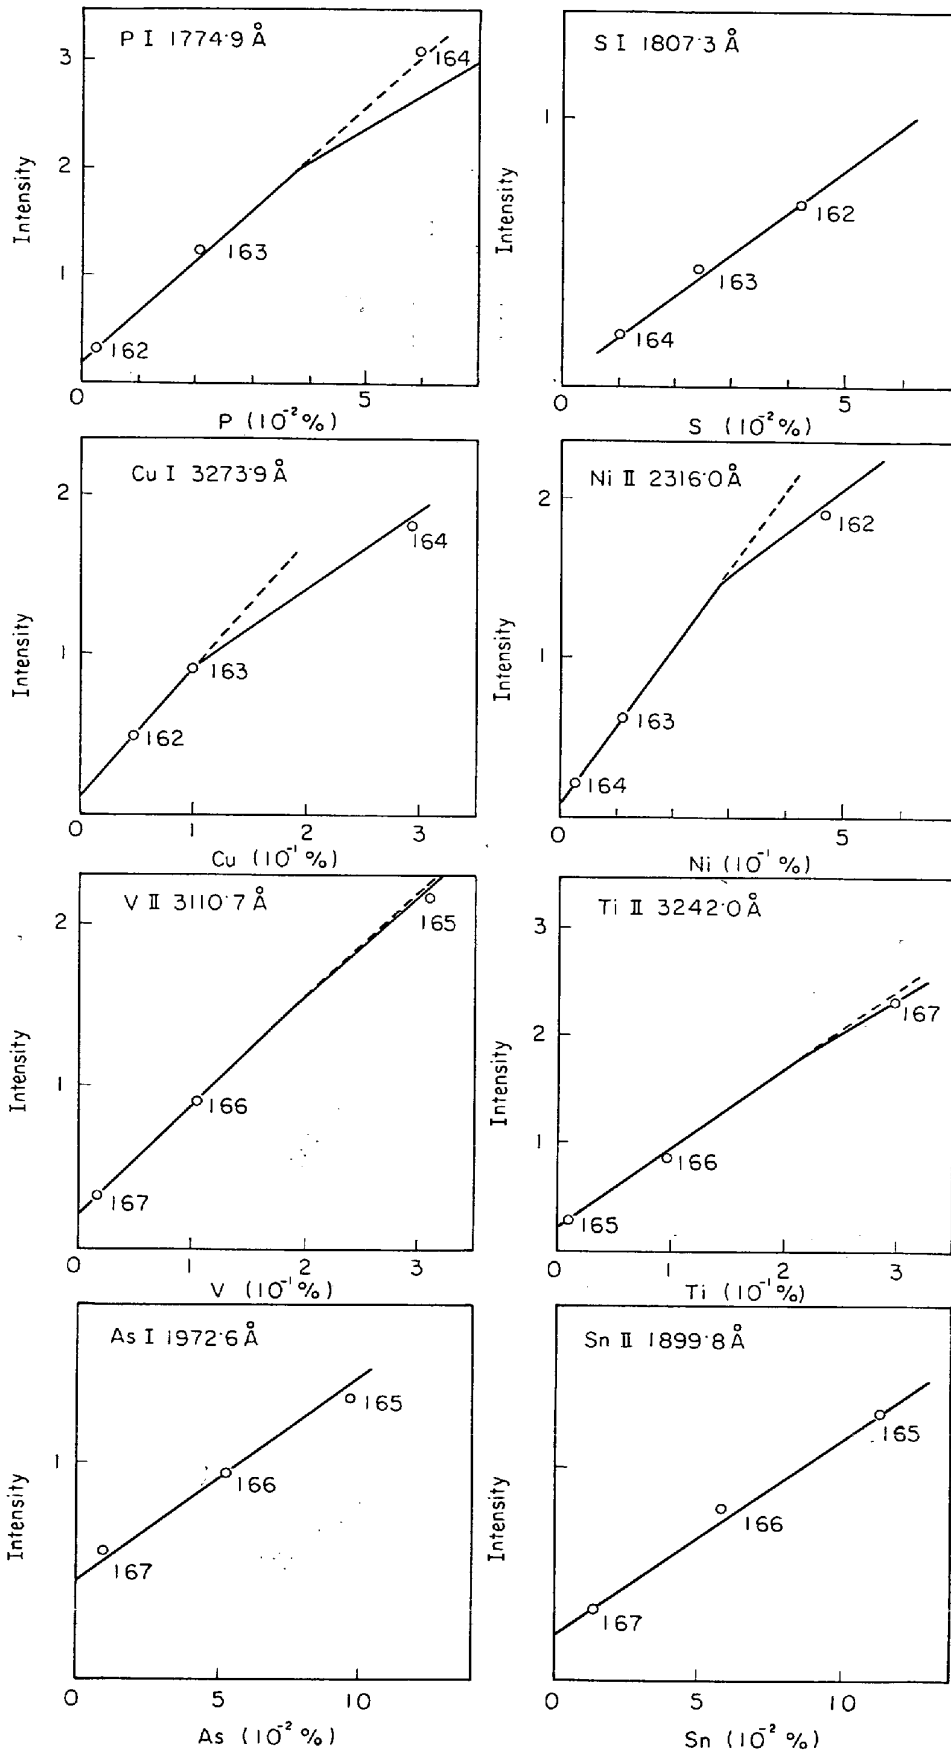 P I 1774·9 Å
Intensity
3
2
1
164
163
162
0
5
P (10⁻² %)
S I 1807·3 Å
Intensity
1
162
163
164
0
5
S (10⁻² %)
Cu I 3273·9 Å
Intensity
2
1
164
163
162
0
1
2
3
Cu (10⁻¹ %)
Ni II 2316·0 Å
Intensity
2
1
162
163
164
0
5
Ni (10⁻¹ %)
V II 3110·7 Å
Intensity
2
1
165
166
167
0
1
2
3
V (10⁻¹ %)
Ti II 3242·0 Å
Intensity
3
2
1
167
166
165
0
1
2
3
Ti (10⁻¹ %)
As I 1972·6 Å
Intensity
1
165
166
167
0
5
10
As (10⁻² %)
Sn II 1899·8 Å
Intensity
165
166
167
0
5
10
Sn (10⁻² %)